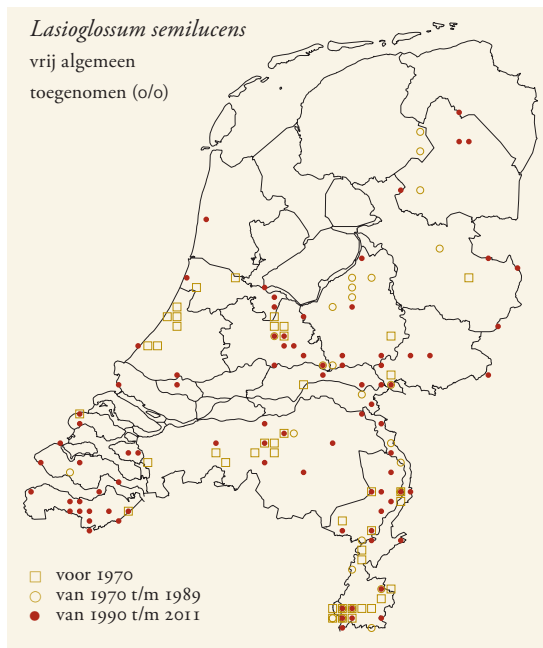 Lasioglossum semilucens
vrij algemeen
toegenomen (0/0)
voor 1970
van 1970 t/m 1989
van 1990 t/m 2011